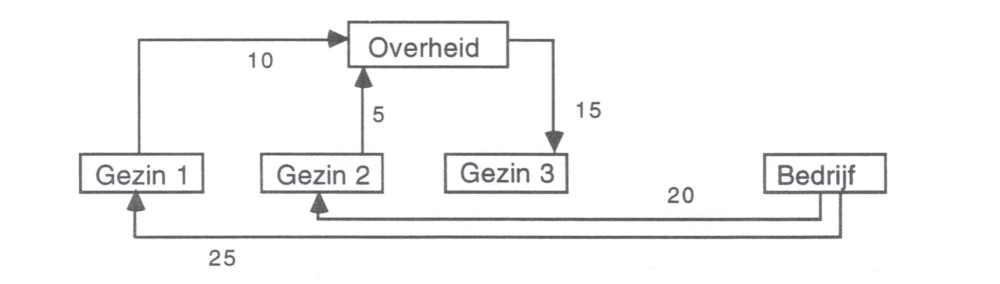 Overheid
10
5
15
Gezin 1
Gezin 2
Gezin 3
Bedrijf
20
25